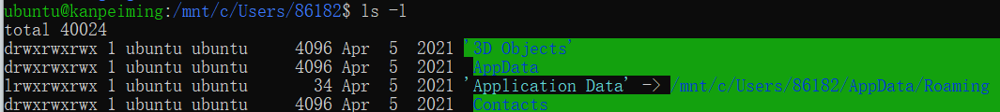 ubuntu@kanpeiming:/mnt/c/Users/86182$ ls -l
total 40024
drwxrwxrwx 1 ubuntu ubuntu     4096 Apr  5  2021 '3D Objects'
drwxrwxrwx 1 ubuntu ubuntu     4096 Apr  5  2021  AppData
lrwxrwxrwx 1 ubuntu ubuntu       34 Apr  5  2021 'Application Data' -> /mnt/c/Users/86182/AppData/Roaming
drwxrwxrwx 1 ubuntu ubuntu     4096 Apr  5  2021  Contacts